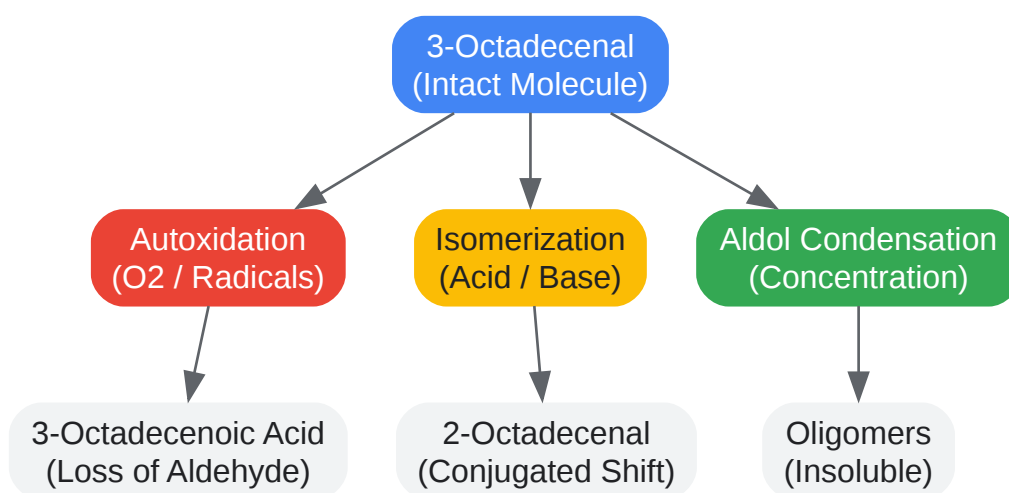 3-Octadecenal
(Intact Molecule)
Autoxidation
(O2 / Radicals)
Isomerization
(Acid / Base)
Aldol Condensation
(Concentration)
3-Octadecenoic Acid
(Loss of Aldehyde)
2-Octadecenal
(Conjugated Shift)
Oligomers
(Insoluble)